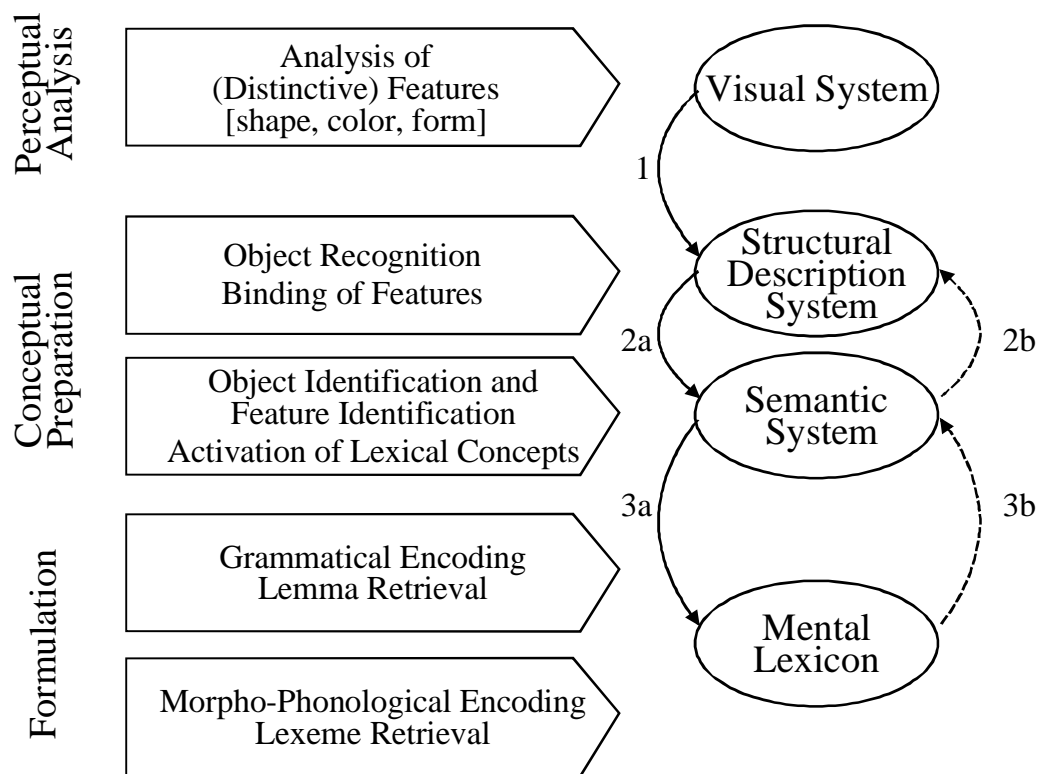 Perceptual
Analysis
Analysis of
(Distinctive) Features
[shape, color, form]
Visual System
1
Conceptual
Preparation
Object Recognition
Binding of Features
Structural
Description
System
2a
2b
Object Identification and
Feature Identification
Activation of Lexical Concepts
Semantic
System
3a
3b
Formulation
Grammatical Encoding
Lemma Retrieval
Mental
Lexicon
Morpho-Phonological Encoding
Lexeme Retrieval